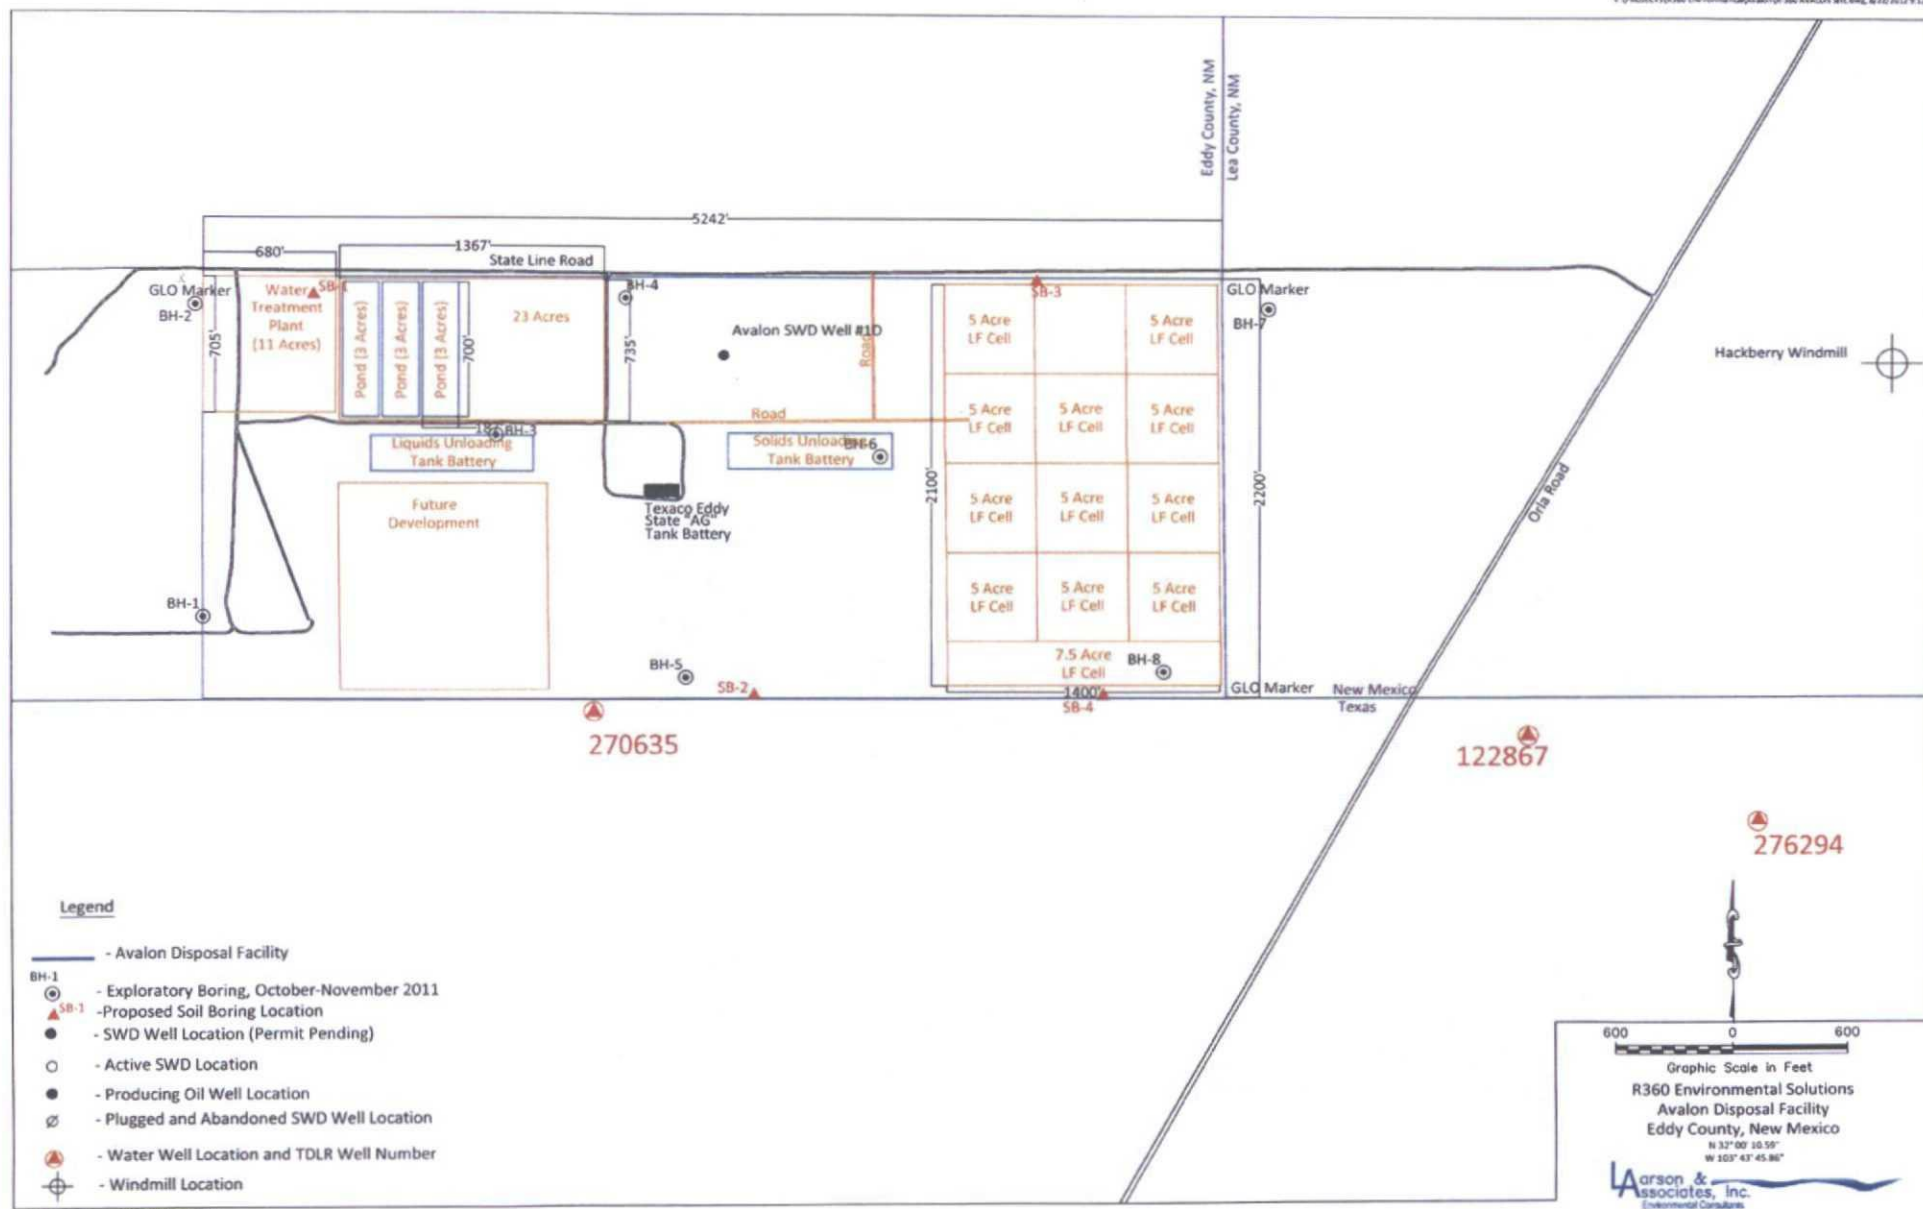 Eddy County, NM
Lea County, NM
5242'
680'
1367'
State Line Road
GLO Marker
BH-2
Water
Treatment
Plant
(11 Acres)
SB-1
705'
Pond (3 Acres)
Pond (3 Acres)
Pond (3 Acres)
700'
23 Acres
BH-4
735'
Avalon SWD Well #1D
Road
SB-3
GLO Marker
BH-7
Hackberry Windmill
5 Acre
LF Cell
5 Acre
LF Cell
5 Acre
LF Cell
5 Acre
LF Cell
5 Acre
LF Cell
5 Acre
LF Cell
5 Acre
LF Cell
5 Acre
LF Cell
5 Acre
LF Cell
5 Acre
LF Cell
5 Acre
LF Cell
7.5 Acre
LF Cell
BH-8
2100'
2200'
1400'
Road
BH-3
Liquids Unloading
Tank Battery
Solids Unloading
Tank Battery
BH-6
Texaco Eddy
State "AG"
Tank Battery
Future
Development
BH-1
BH-5
SB-2
SB-4
GLO Marker
New Mexico
Texas
Orla Road
270635
122867
276294
Legend
- Avalon Disposal Facility
BH-1
- Exploratory Boring, October-November 2011
SB-1 -Proposed Soil Boring Location
- SWD Well Location (Permit Pending)
- Active SWD Location
- Producing Oil Well Location
- Plugged and Abandoned SWD Well Location
- Water Well Location and TDLR Well Number
- Windmill Location
600 0 600
Graphic Scale in Feet
R360 Environmental Solutions
Avalon Disposal Facility
Eddy County, New Mexico
N 32° 00' 10.59"
W 103° 43' 45.86"
Larson &
Associates, Inc.
Environmental Consultants